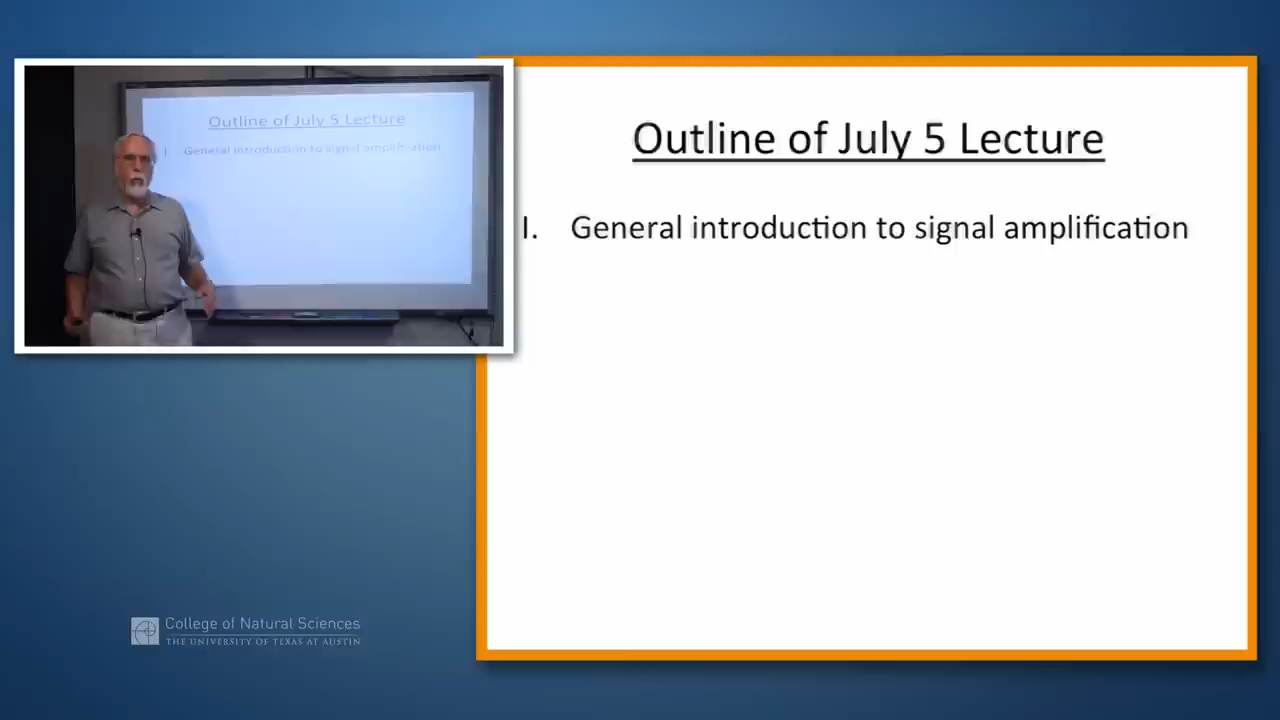 Outline of July 5 Lecture
I. General introduction to signal amplification
Outline of July 5 Lecture
I. General introduction to signal amplification
College of Natural Sciences
THE UNIVERSITY OF TEXAS AT AUSTIN